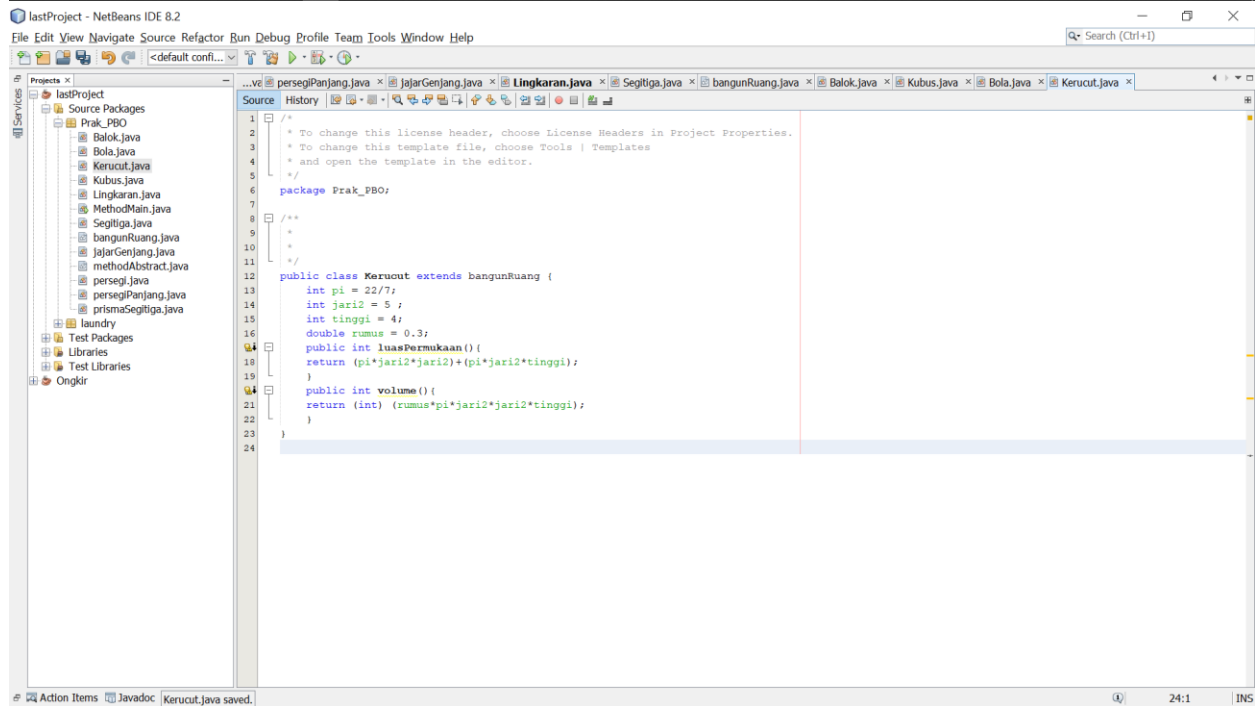 lastProject - NetBeans IDE 8.2
File Edit View Navigate Source Refactor Run Debug Profile Team Tools Window Help
Search (Ctrl+I)
<default confi...
Projects
Services
lastProject
Source Packages
Prak_PBO
Balok.java
Bola.java
Kerucut.java
Kubus.java
Lingkaran.java
MethodMain.java
Segitiga.java
bangunRuang.java
jajarGenjang.java
methodAbstract.java
persegi.java
persegiPanjang.java
prismaSegitiga.java
laundry
Test Packages
Libraries
Test Libraries
Ongkir
...va persegiPanjang.java jajarGenjang.java Lingkaran.java Segitiga.java bangunRuang.java Balok.java Kubus.java Bola.java Kerucut.java
Source History
1 /*
2 * To change this license header, choose License Headers in Project Properties.
3 * To change this template file, choose Tools | Templates
4 * and open the template in the editor.
5 */
6 package Prak_PBO;
7
8 /**
9 *
10 *
11 */
12 public class Kerucut extends bangunRuang {
13 int pi = 22/7;
14 int jari2 = 5 ;
15 int tinggi = 4;
16 double rumus = 0.3;
public int luasPermukaan(){
18 return (pi*jari2*jari2)+(pi*jari2*tinggi);
19 }
public int volume(){
21 return (int) (rumus*pi*jari2*jari2*tinggi);
22 }
23 }
24
Action Items Javadoc Kerucut.java saved.
24:1 INS